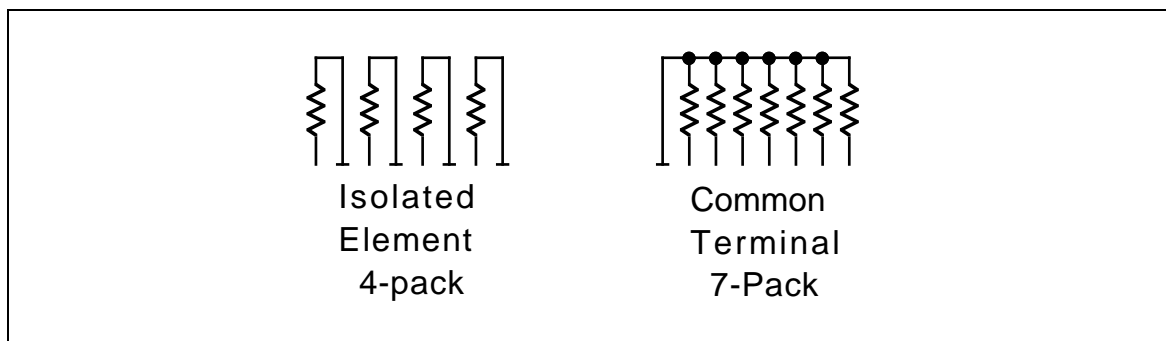 Isolated
Element
4-pack
Common
Terminal
7-Pack